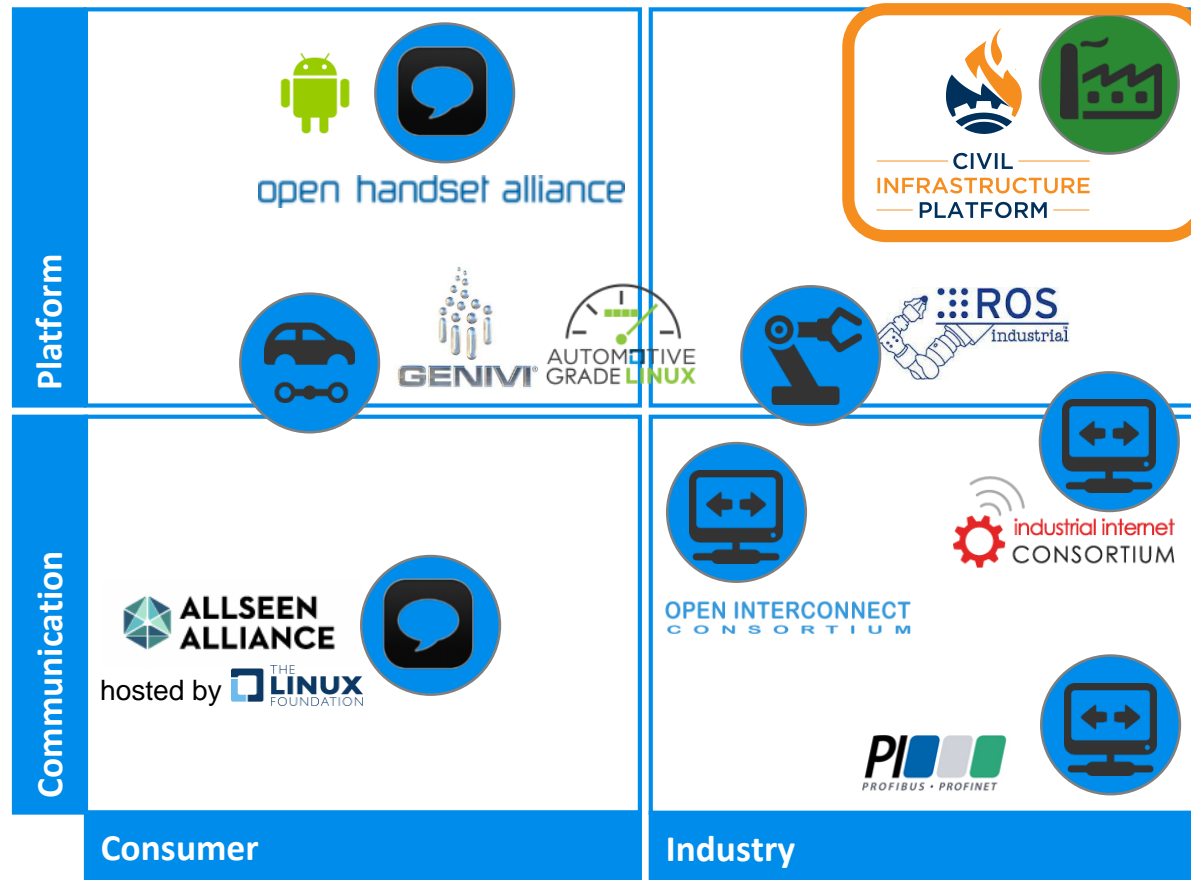 Platform
open handset alliance
CIVIL
INFRASTRUCTURE
PLATFORM
GENIVI®
AUTOMOTIVE
GRADE LINUX
ROS
industrial
Communication
ALLSEEN
ALLIANCE
hosted by THE
LINUX
FOUNDATION
OPEN INTERCONNECT
CONSORTIUM
industrial internet
CONSORTIUM
PI
PROFIBUS • PROFINET
Consumer
Industry